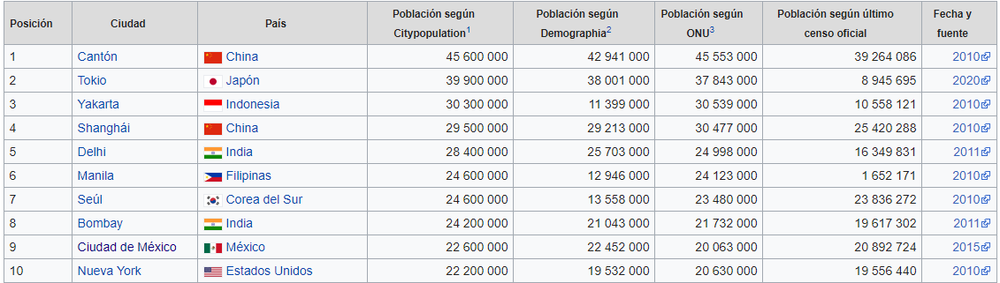 Posición Ciudad País Población según Citypopulation1 Población según Demographia2 Población según ONU3 Población según último censo oficial Fecha y fuente
1 Cantón China 45 600 000 42 941 000 45 553 000 39 264 086 2010
2 Tokio Japón 39 900 000 38 001 000 37 843 000 8 945 695 2020
3 Yakarta Indonesia 30 300 000 11 399 000 30 539 000 10 558 121 2010
4 Shanghái China 29 500 000 29 213 000 30 477 000 25 420 288 2010
5 Delhi India 28 400 000 25 703 000 24 998 000 16 349 831 2011
6 Manila Filipinas 24 600 000 12 946 000 24 123 000 1 652 171 2010
7 Seúl Corea del Sur 24 600 000 13 558 000 23 480 000 23 836 272 2010
8 Bombay India 24 200 000 21 043 000 21 732 000 19 617 302 2011
9 Ciudad de México México 22 600 000 22 452 000 20 063 000 20 892 724 2015
10 Nueva York Estados Unidos 22 200 000 19 532 000 20 630 000 19 556 440 2010